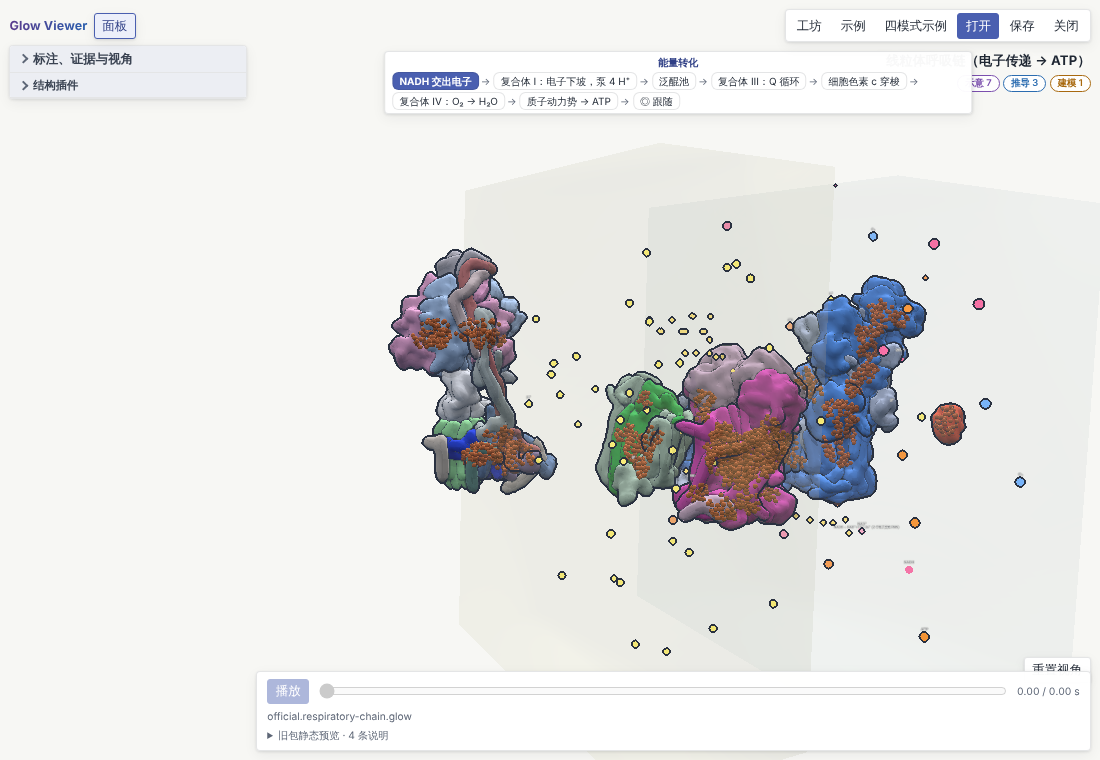 Glow Viewer 面板
工坊 示例 四模式示例 打开 保存 关闭
标注、证据与视角
结构插件
能量转化
NADH 交出电子 → 复合体 I：电子下坡，泵 4 H⁺ → 泛醌池 → 复合体 III：Q 循环 → 细胞色素 c 穿梭 →
复合体 IV：O₂ → H₂O → 质子动力势 → ATP → ◎ 跟随
（电子传递 → ATP）
意 7 推导 3 建模 1
重置视角
播放 0.00 / 0.00 s
official.respiratory-chain.glow
旧包静态预览 · 4 条说明